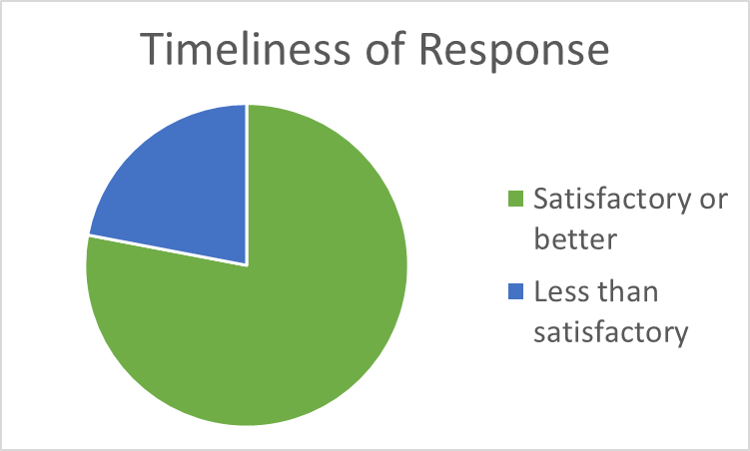 Timeliness of Response
Satisfactory or
better
Less than
satisfactory